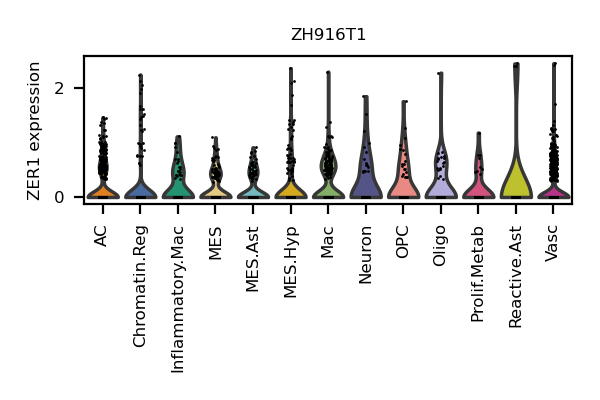 ZH916T1
ZER1 expression
2
0
AC
Chromatin.Reg
Inflammatory.Mac
MES
MES.Ast
MES.Hyp
Mac
Neuron
OPC
Oligo
Prolif.Metab
Reactive.Ast
Vasc